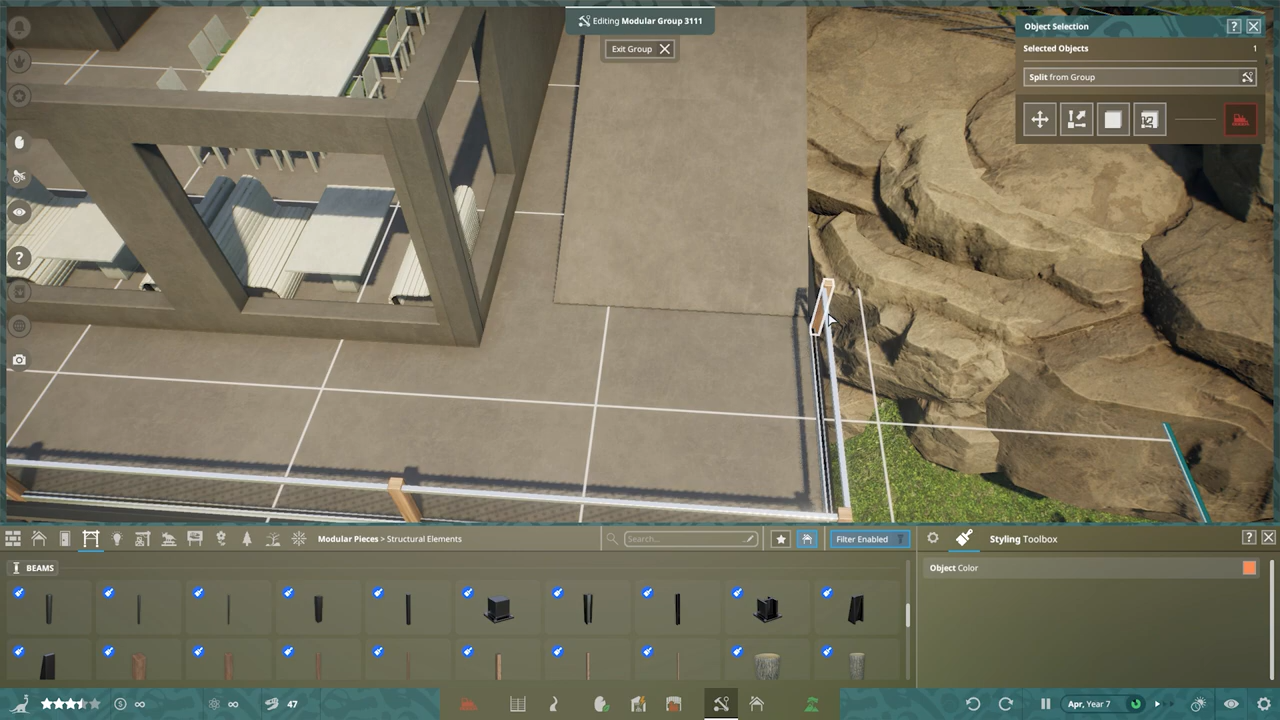 Editing Modular Group 3111
Exit Group
Object Selection
?
Selected Objects 1
Split from Group
?
Modular Pieces > Structural Elements
Search...
Filter Enabled
Styling Toolbox
?
BEAMS
Object Color
$ ∞
∞
47
Apr, Year 7